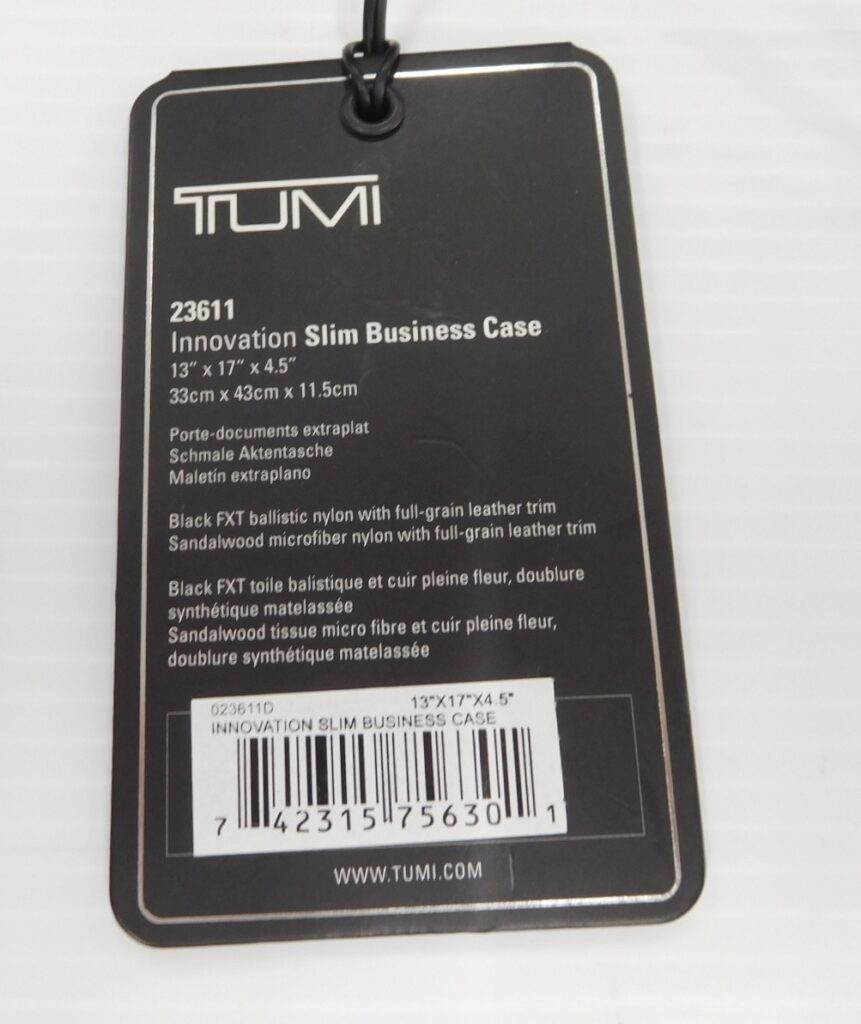 TUMI
23611
Innovation Slim Business Case
13" x 17" x 4.5"
33cm x 43cm x 11.5cm
Porte-documents extraplat
Schmale Aktentasche
Maletín extraplano
Black FXT ballistic nylon with full-grain leather trim
Sandalwood microfiber nylon with full-grain leather trim
Black FXT toile balistique et cuir pleine fleur, doublure
synthétique matelassée
Sandalwood tissue micro fibre et cuir pleine fleur,
doublure synthétique matelassée
023611D 13"X17"X4.5"
INNOVATION SLIM BUSINESS CASE
7 42315 75630 1
WWW.TUMI.COM